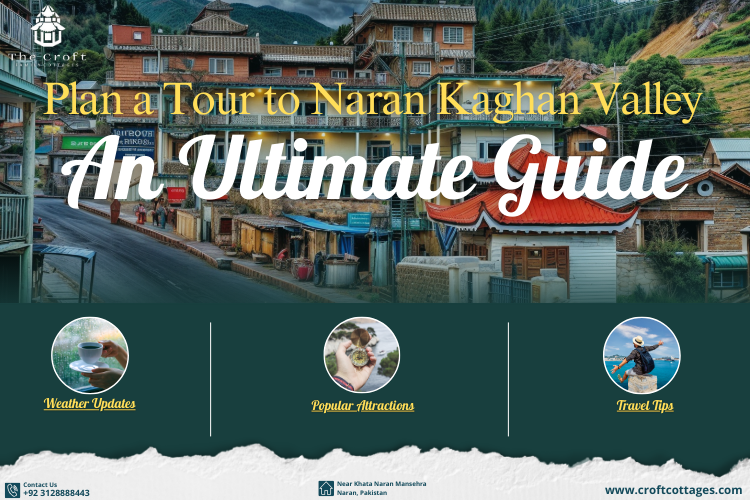 The Croft
Plan a Tour to Naran Kaghan Valley
An Ultimate Guide
Weather Updates
Popular Attractions
Travel Tips
Contact Us
+92 3128888443
Near Khata Naran Mansehra
Naran, Pakistan
www.croftcottages.com